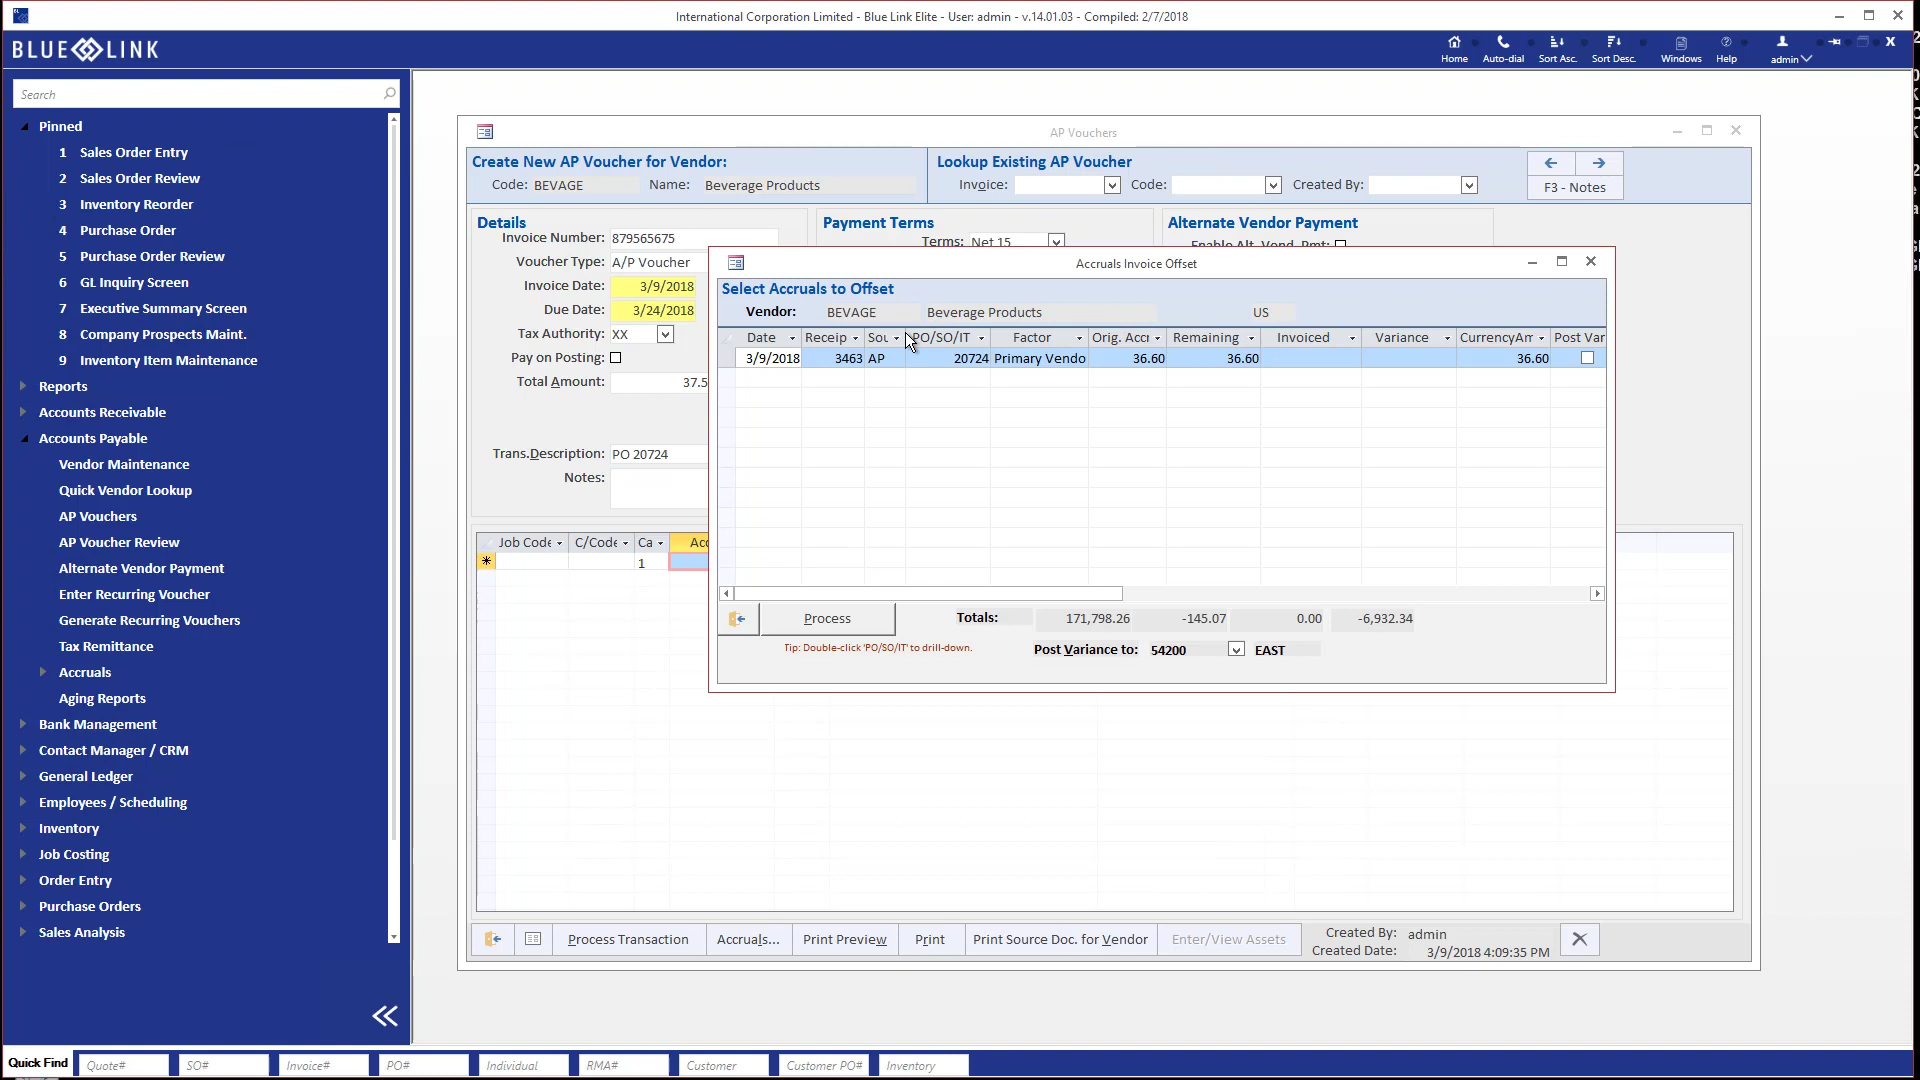 International Corporation Limited - Blue Link Elite - User: admin - v.14.01.03 - Compiled: 2/7/2018
BLUE LINK
Home Auto-dial Sort Asc. Sort Desc. Windows Help admin
Search
Pinned
1 Sales Order Entry
2 Sales Order Review
3 Inventory Reorder
4 Purchase Order
5 Purchase Order Review
6 GL Inquiry Screen
7 Executive Summary Screen
8 Company Prospects Maint.
9 Inventory Item Maintenance
Reports
Accounts Receivable
Accounts Payable
Vendor Maintenance
Quick Vendor Lookup
AP Vouchers
AP Voucher Review
Alternate Vendor Payment
Enter Recurring Voucher
Generate Recurring Vouchers
Tax Remittance
Accruals
Aging Reports
Bank Management
Contact Manager / CRM
General Ledger
Employees / Scheduling
Inventory
Job Costing
Order Entry
Purchase Orders
Sales Analysis
AP Vouchers
Create New AP Voucher for Vendor: Lookup Existing AP Voucher
Code: BEVAGE Name: Beverage Products Invoice: Code: Created By: F3 - Notes
Details Payment Terms Alternate Vendor Payment
Invoice Number: 879565675 Terms: Net 15 Enable Alt. Vend. Pmt:
Voucher Type: A/P Voucher
Invoice Date: 3/9/2018
Due Date: 3/24/2018
Tax Authority: XX
Pay on Posting:
Total Amount: 37.5
Trans.Description: PO 20724
Notes:
Job Code C/Code Ca Acc
1
Accruals Invoice Offset
Select Accruals to Offset
Vendor: BEVAGE Beverage Products US
Date Receip Sou PO/SO/IT Factor Orig. Accr Remaining Invoiced Variance CurrencyAm Post Var
3/9/2018 3463 AP 20724 Primary Vendo 36.60 36.60 36.60
Process Totals: 171,798.26 -145.07 0.00 -6,932.34
Tip: Double-click 'PO/SO/IT' to drill-down. Post Variance to: 54200 EAST
Process Transaction Accruals... Print Preview Print Print Source Doc. for Vendor Enter/View Assets
Created By: admin
Created Date: 3/9/2018 4:09:35 PM
Quick Find Quote# SO# Invoice# PO# Individual RMA# Customer Customer PO# Inventory